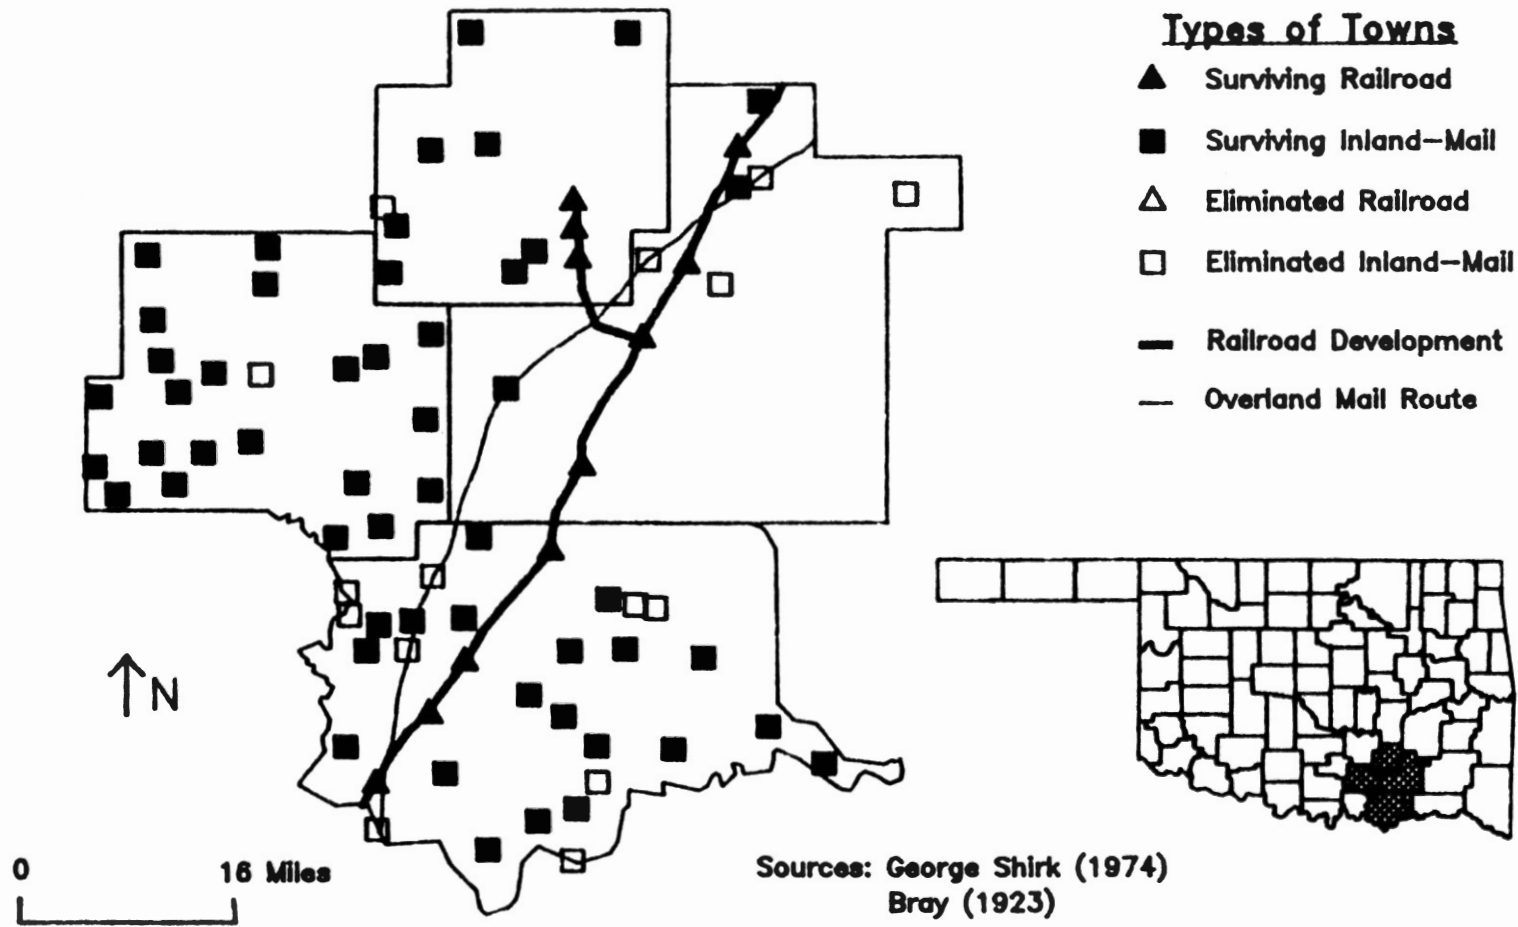 Types of Towns
Surviving Railroad
Surviving Inland-Mail
Eliminated Railroad
Eliminated Inland-Mail
Railroad Development
Overland Mail Route
N
0 16 Miles
Sources: George Shirk (1974)
Bray (1923)